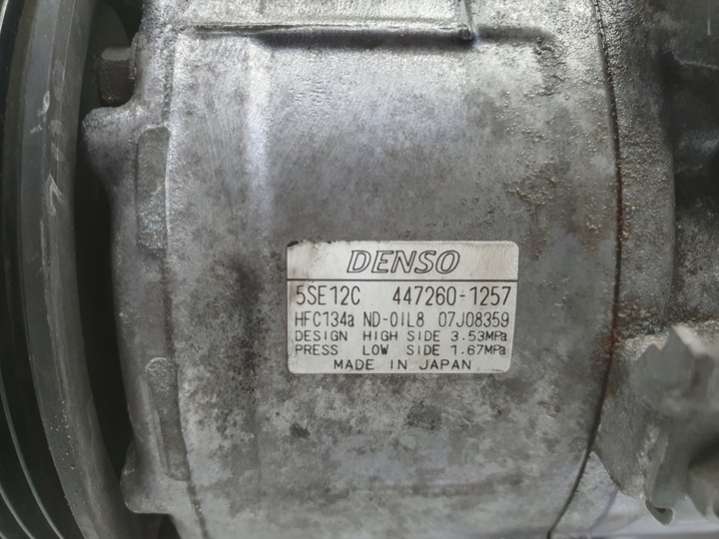 DENSO
5SE12C 447260-1257
HFC134a ND-OIL8 07J08359
DESIGN HIGH SIDE 3.53MPa
PRESS LOW SIDE 1.67MPa
MADE IN JAPAN